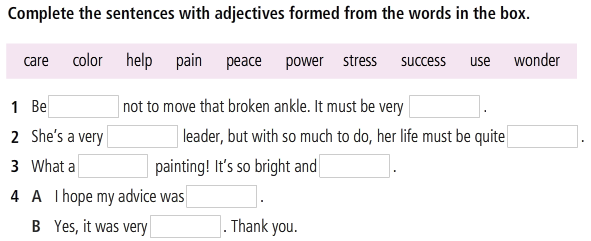 Complete the sentences with adjectives formed from the words in the box.
care color help pain peace power stress success use wonder
1 Be not to move that broken ankle. It must be very .
2 She's a very leader, but with so much to do, her life must be quite .
3 What a painting! It's so bright and .
4 A I hope my advice was .
B Yes, it was very . Thank you.